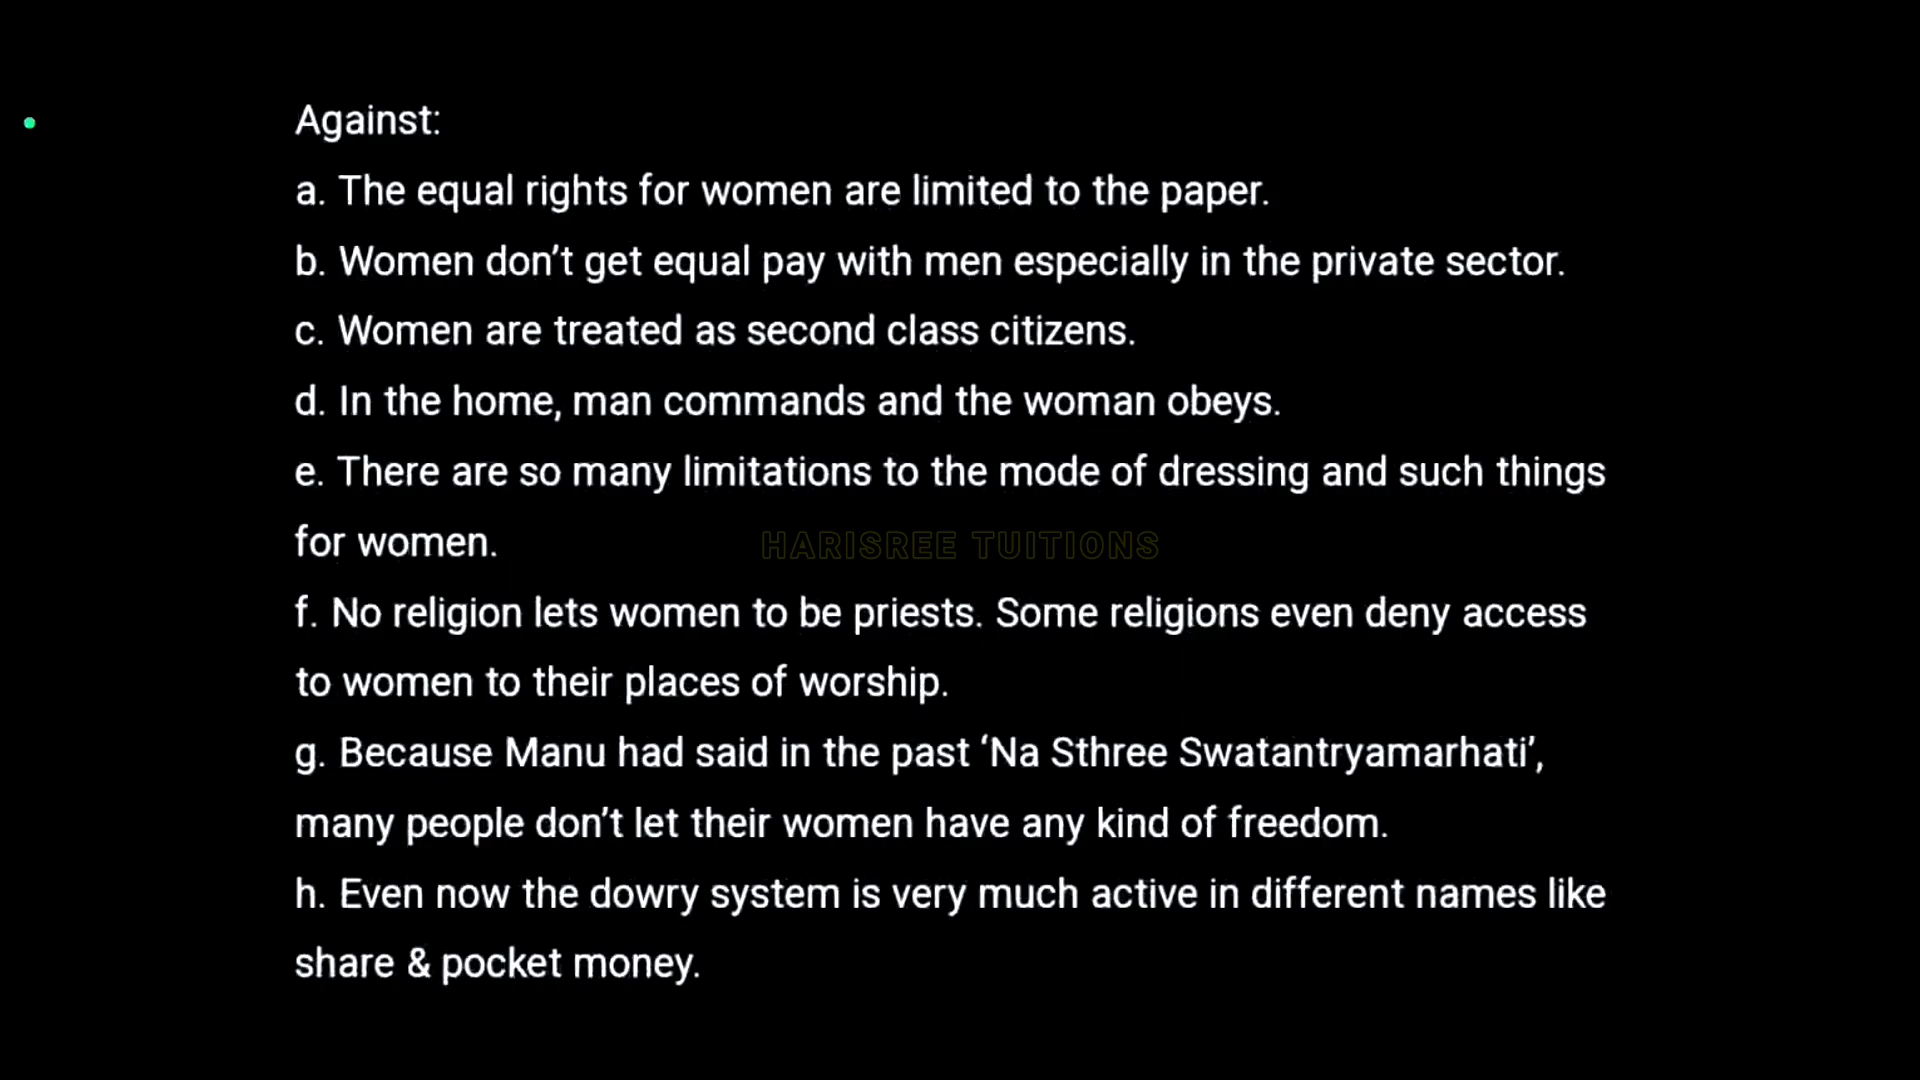 Against:
a. The equal rights for women are limited to the paper.
b. Women don’t get equal pay with men especially in the private sector.
c. Women are treated as second class citizens.
d. In the home, man commands and the woman obeys.
e. There are so many limitations to the mode of dressing and such things
for women.
HARISREE TUITIONS
f. No religion lets women to be priests. Some religions even deny access
to women to their places of worship.
g. Because Manu had said in the past ‘Na Sthree Swatantryamarhati’,
many people don’t let their women have any kind of freedom.
h. Even now the dowry system is very much active in different names like
share & pocket money.